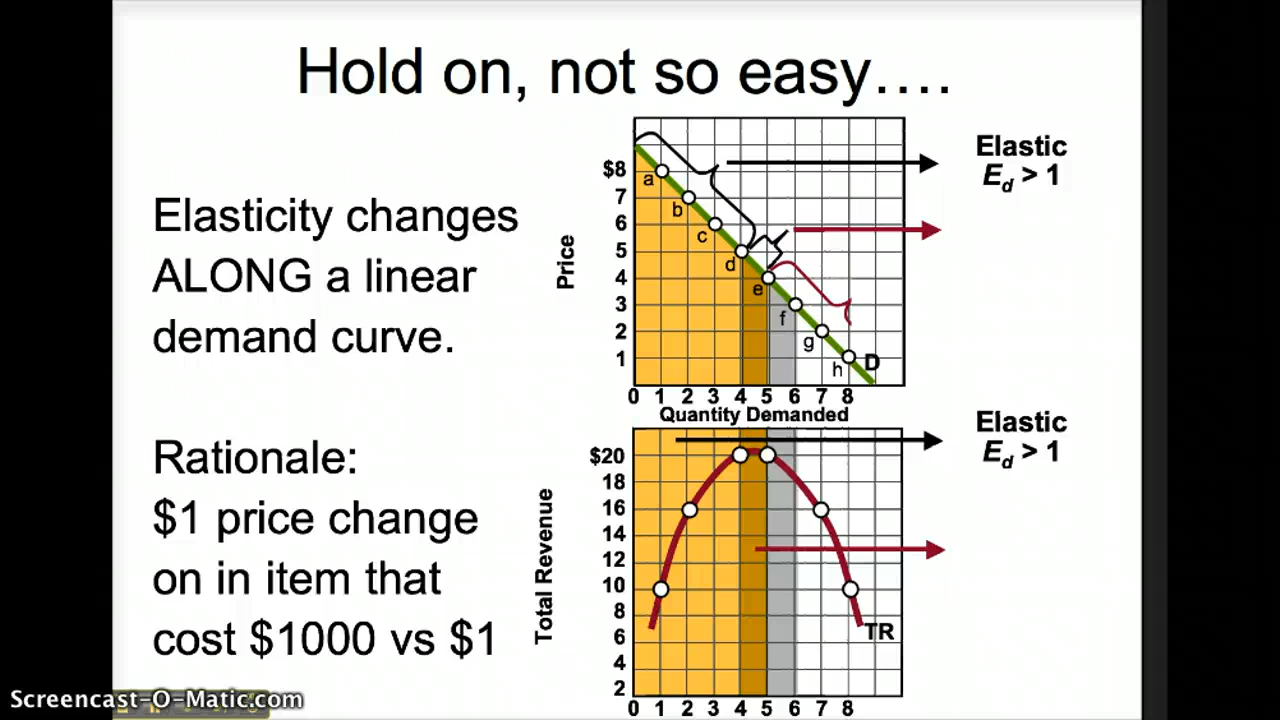 Hold on, not so easy….
Elasticity changes
ALONG a linear
demand curve.
Rationale:
$1 price change
on in item that
cost $1000 vs $1
Price
$8
7
6
5
4
3
2
1
a
b
c
d
e
f
g
h
D
0 1 2 3 4 5 6 7 8
Quantity Demanded
Elastic
Ed > 1
Total Revenue
$20
18
16
14
12
10
8
6
4
2
TR
0 1 2 3 4 5 6 7 8
Elastic
Ed > 1
Screencast-O-Matic.com